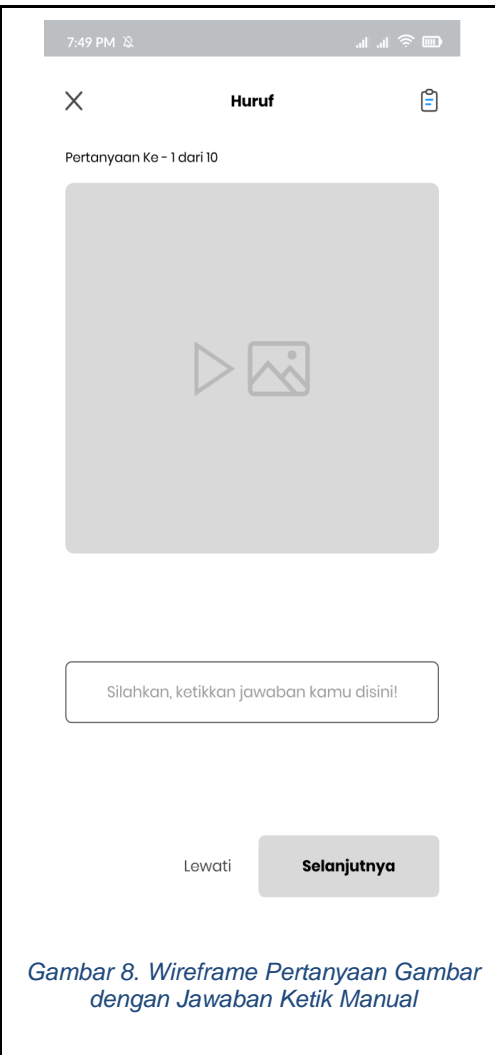 7:49 PM
Huruf
Pertanyaan Ke - 1 dari 10
Silahkan, ketikkan jawaban kamu disini!
Lewati
Selanjutnya
Gambar 8. Wireframe Pertanyaan Gambar
dengan Jawaban Ketik Manual